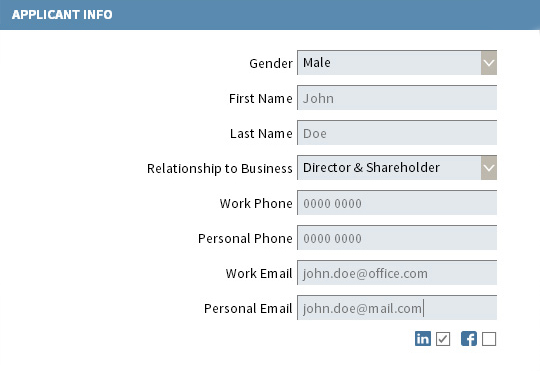 APPLICANT INFO
Gender Male
First Name John
Last Name Doe
Relationship to Business Director & Shareholder
Work Phone 0000 0000
Personal Phone 0000 0000
Work Email john.doe@office.com
Personal Email john.doe@mail.com
in f